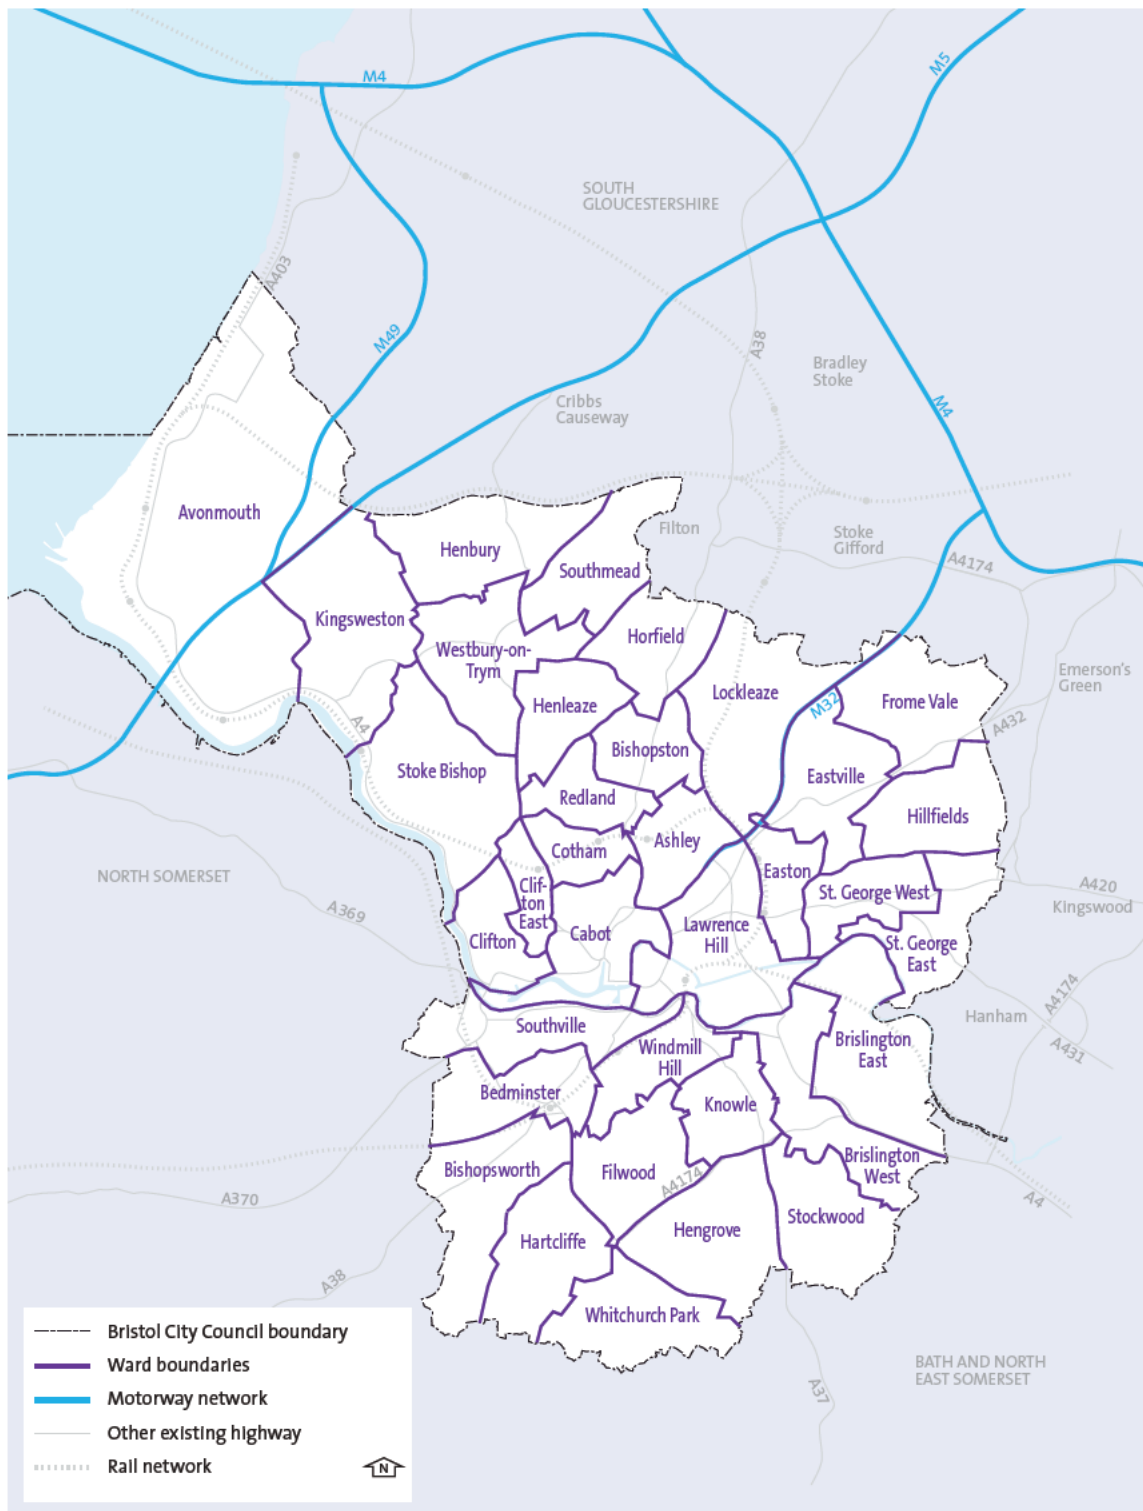 M4
M5
SOUTH
GLOUCESTERSHIRE
A403
M49
A38
Bradley
Stoke
Cribbs
Causeway
M4
Avonmouth
Filton
Stoke
Gifford
A4174
Henbury
Southmead
Kingsweston
Horfield
Westbury-on-
Trym
Emerson's
Green
Lockleaze
Frome Vale
Henleaze
M32
A432
A4
Bishopston
Stoke Bishop
Eastville
Redland
Hillfields
Ashley
Cotham
NORTH SOMERSET
Easton
A420
Clif-
ton
East
St. George West
Kingswood
A369
Lawrence
Hill
Cabot
Clifton
St. George
East
A4174
Hanham
Southville
Brislington
East
A431
Windmill
Hill
Bedminster
Knowle
Brislington
West
Bishopsworth
Filwood
A4174
A370
A4
Stockwood
Hengrove
Hartcliffe
A38
Whitchurch Park
BATH AND NORTH
EAST SOMERSET
A37
Bristol City Council boundary
Ward boundaries
Motorway network
Other existing highway
Rail network
N